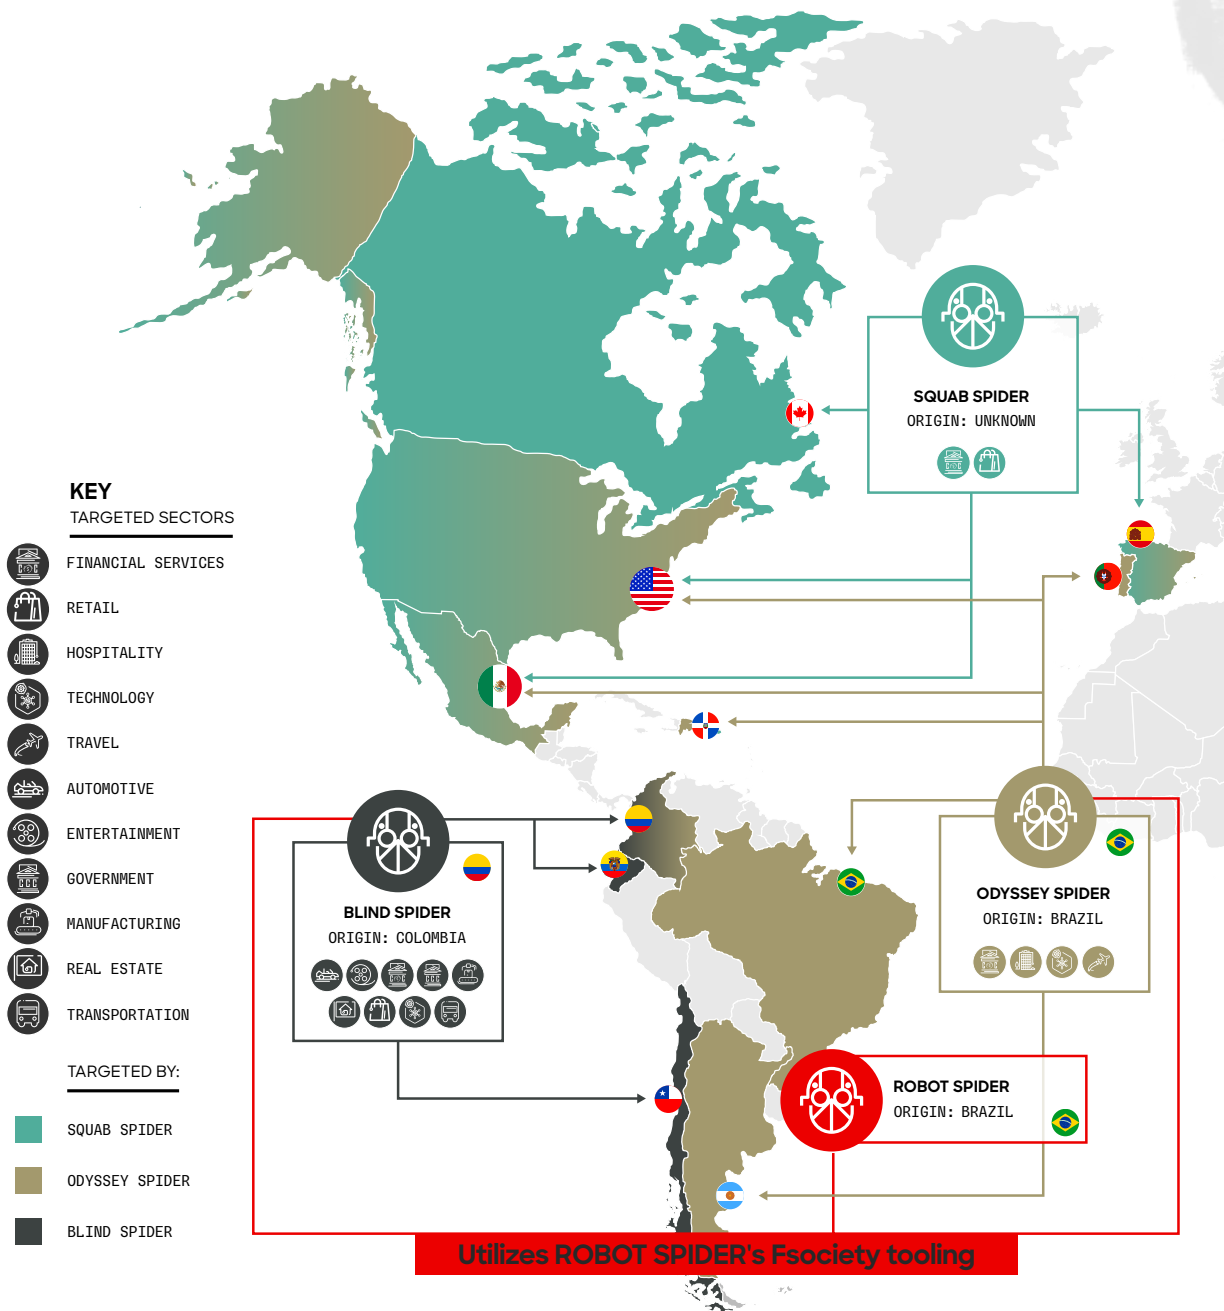 SQUAB SPIDER
ORIGIN: UNKNOWN
KEY
TARGETED SECTORS
FINANCIAL SERVICES
RETAIL
HOSPITALITY
TECHNOLOGY
TRAVEL
AUTOMOTIVE
ENTERTAINMENT
GOVERNMENT
MANUFACTURING
REAL ESTATE
TRANSPORTATION
TARGETED BY:
SQUAB SPIDER
ODYSSEY SPIDER
BLIND SPIDER
BLIND SPIDER
ORIGIN: COLOMBIA
ODYSSEY SPIDER
ORIGIN: BRAZIL
ROBOT SPIDER
ORIGIN: BRAZIL
Utilizes ROBOT SPIDER's Fsociety tooling